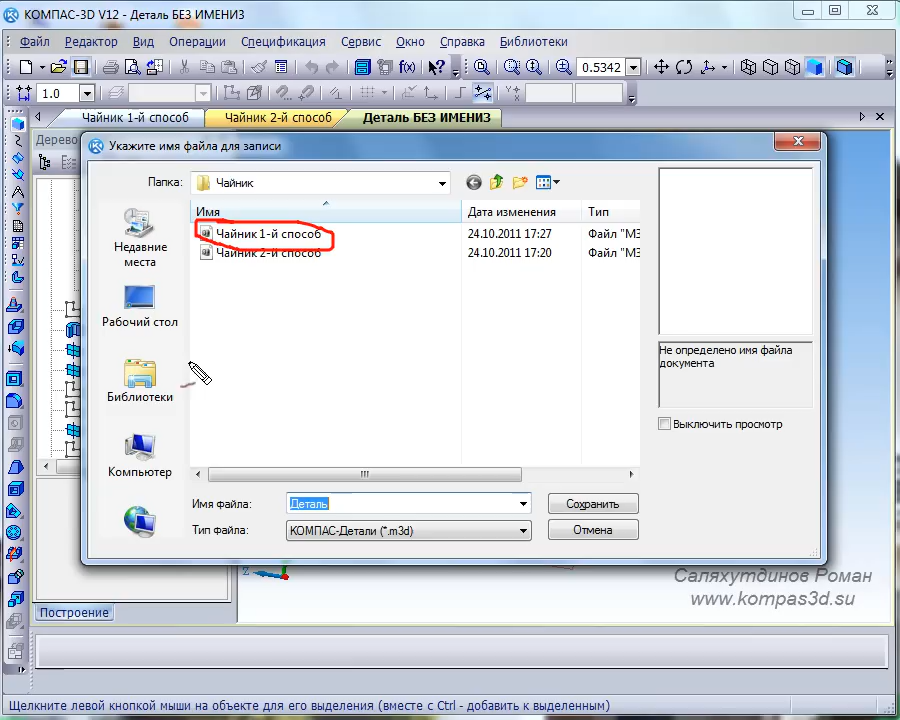 КОМПАС-3D V12 - Деталь БЕЗ ИМЕНИЗ
Файл Редактор Вид Операции Спецификация Сервис Окно Справка Библиотеки
0.5342
1.0
Чайник 1-й способ Чайник 2-й способ Деталь БЕЗ ИМЕНИЗ
Дерево
Укажите имя файла для записи
Папка: Чайник
Имя Дата изменения Тип
Чайник 1-й способ 24.10.2011 17:27 Файл "МЗ
Чайник 2-й способ 24.10.2011 17:20 Файл "МЗ
Недавние
места
Рабочий стол
Библиотеки
Компьютер
Не определено имя файла
документа
Выключить просмотр
Имя файла: Деталь Сохранить
Тип файла: КОМПАС-Детали (*.m3d) Отмена
Z
Саляхутдинов Роман
www.kompas3d.su
Построение
Щелкните левой кнопкой мыши на объекте для его выделения (вместе с Ctrl - добавить к выделенным)